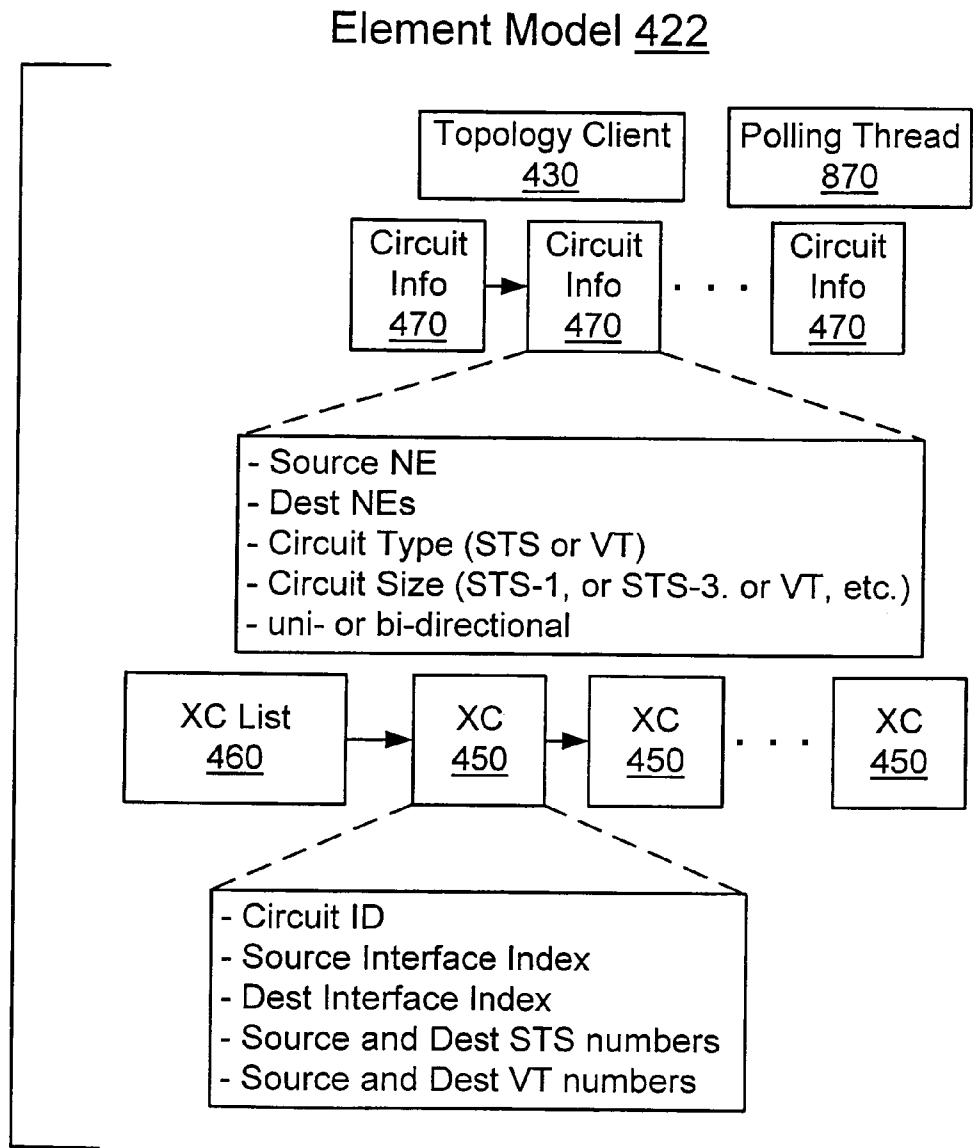 Element Model 422
Topology Client
430
Polling Thread
870
Circuit
Info
470
Circuit
Info
470
. . .
Circuit
Info
470
- Source NE
- Dest NEs
- Circuit Type (STS or VT)
- Circuit Size (STS-1, or STS-3. or VT, etc.)
- uni- or bi-directional
XC List
460
XC
450
XC
450
. . .
XC
450
- Circuit ID
- Source Interface Index
- Dest Interface Index
- Source and Dest STS numbers
- Source and Dest VT numbers